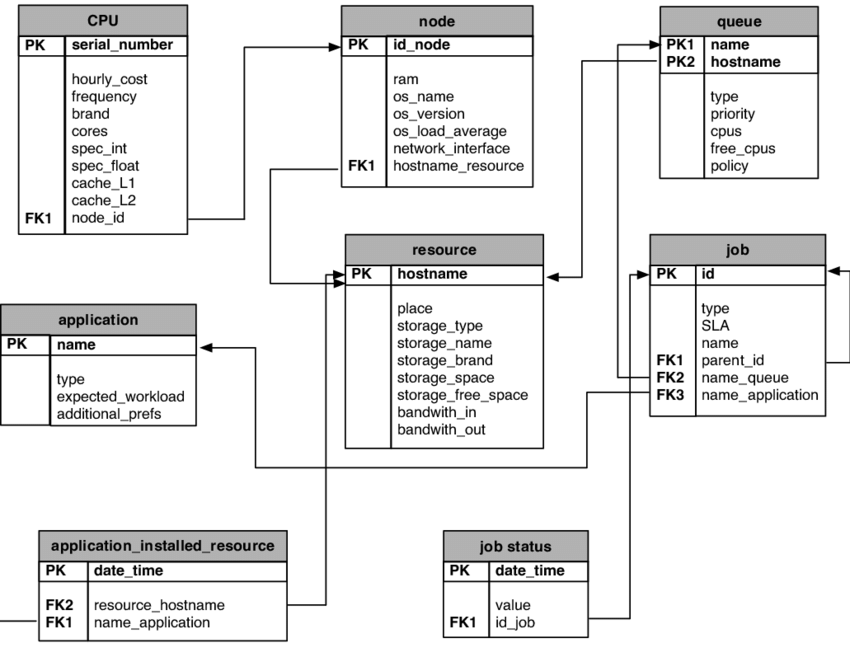 CPU
PK serial_number
hourly_cost
frequency
brand
cores
spec_int
spec_float
cache_L1
cache_L2
FK1 node_id
node
PK id_node
ram
os_name
os_version
os_load_average
network_interface
FK1 hostname_resource
queue
PK1 name
PK2 hostname
type
priority
cpus
free_cpus
policy
resource
PK hostname
place
storage_type
storage_name
storage_brand
storage_space
storage_free_space
bandwith_in
bandwith_out
job
PK id
type
SLA
name
FK1 parent_id
FK2 name_queue
FK3 name_application
application
PK name
type
expected_workload
additional_prefs
application_installed_resource
PK date_time
FK2 resource_hostname
FK1 name_application
job status
PK date_time
value
FK1 id_job